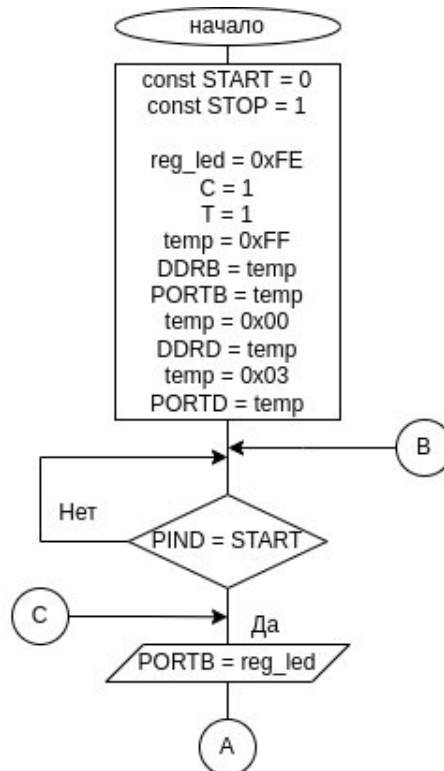 начало
const START = 0
const STOP = 1
reg_led = 0xFE
C = 1
T = 1
temp = 0xFF
DDRB = temp
PORTB = temp
temp = 0x00
DDRD = temp
temp = 0x03
PORTD = temp
B
Нет
PIND = START
C
Да
PORTB = reg_led
A